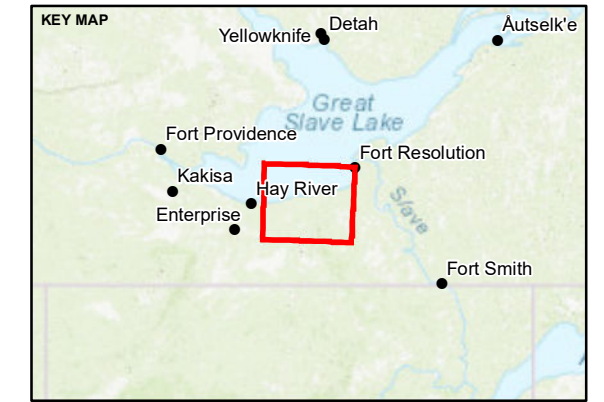 KEY MAP
Detah
Yellowknife
Åutselk'e
Great
Slave Lake
Fort Providence
Fort Resolution
Kakisa
Hay River
Slave
Enterprise
Fort Smith